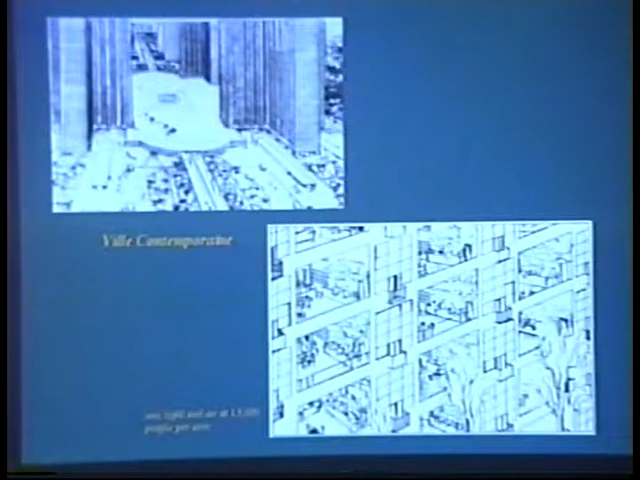 Ville Contemporaine
sun, light and air at
people per acre